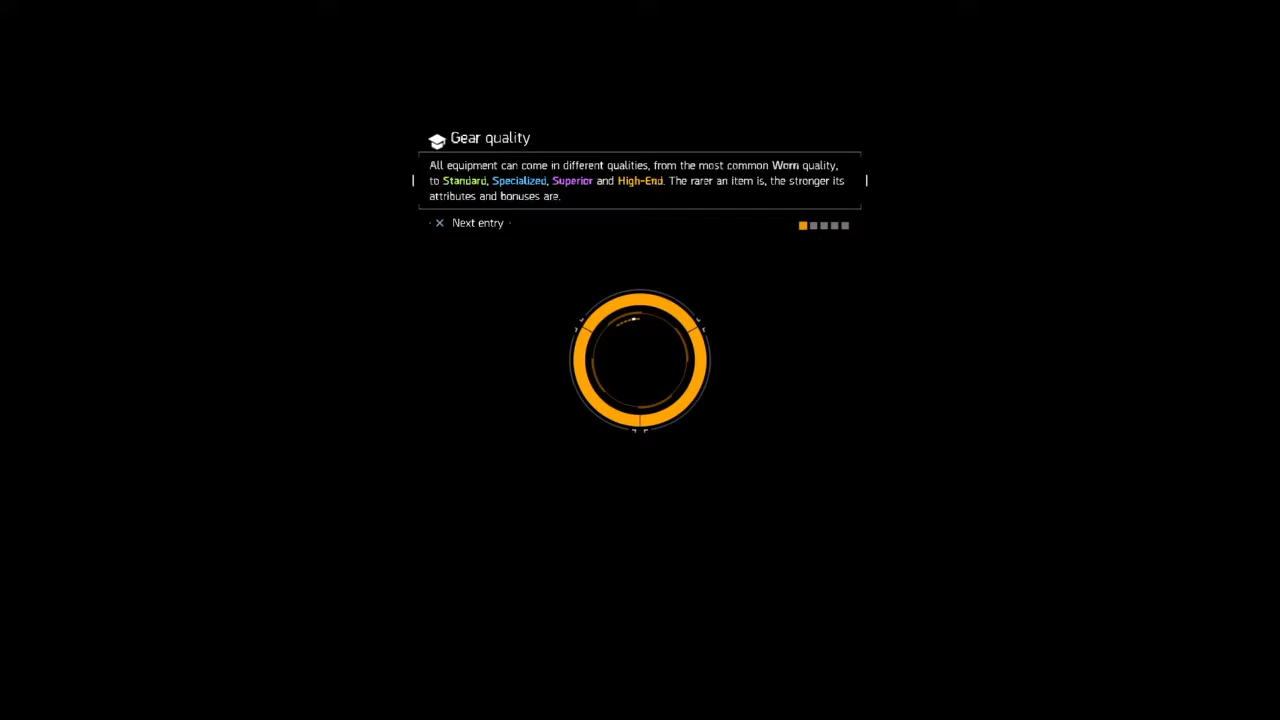 Gear quality
All equipment can come in different qualities, from the most common Worn quality,
to Standard, Specialized, Superior and High-End. The rarer an item is, the stronger its
attributes and bonuses are.
Next entry